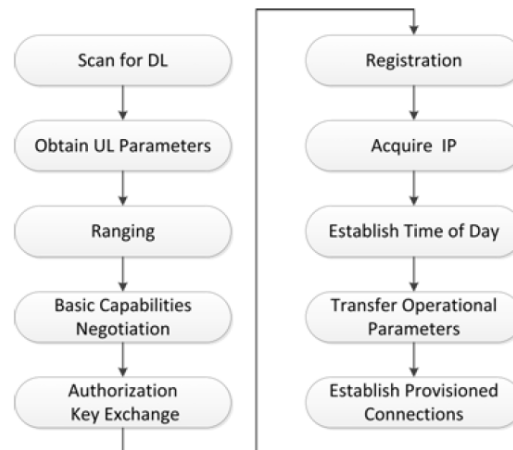 Scan for DL
Obtain UL Parameters
Ranging
Basic Capabilities
Negotiation
Authorization
Key Exchange
Registration
Acquire IP
Establish Time of Day
Transfer Operational
Parameters
Establish Provisioned
Connections